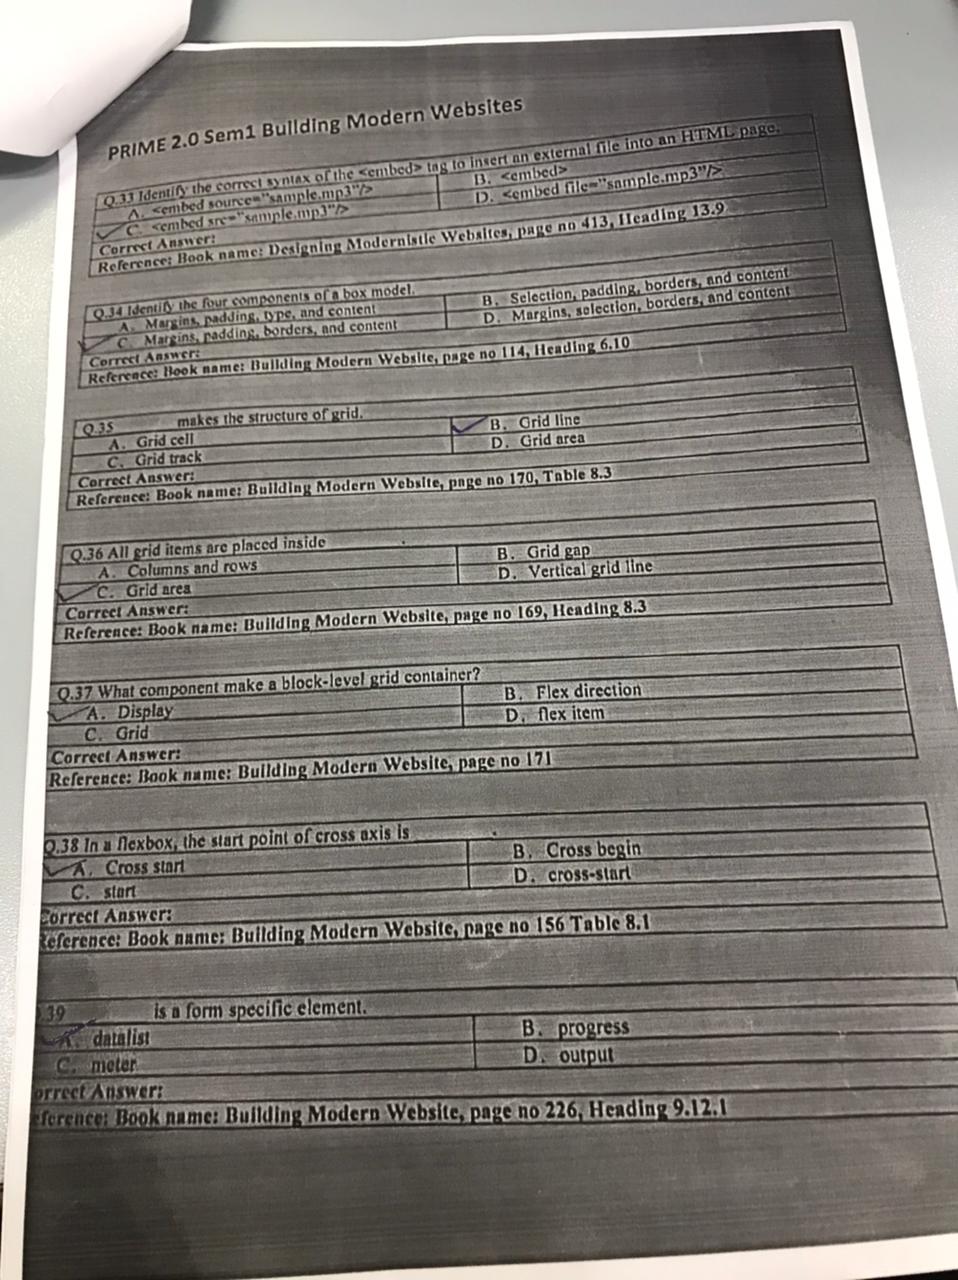 PRIME 2.0 Sem1 Building Modern Websites
Q.33 Identify the correct syntax of the <embed> tag to insert an external file into an HTML page.
A. <embed source="sample.mp3"/>
B. <embed>
C. <embed src="sample.mp3"/>
D. <embed file="sample.mp3"/>
Correct Answer:
Reference: Book name: Designing Modernistic Websites, page no 413, Heading 13.9
Q.34 Identify the four components of a box model.
A. Margins, padding, type, and content
B. Selection, padding, borders, and content
C. Margins, padding, borders, and content
D. Margins, selection, borders, and content
Correct Answer:
Reference: Book name: Building Modern Website, page no 114, Heading 6.10
Q.35 makes the structure of grid.
A. Grid cell
B. Grid line
C. Grid track
D. Grid area
Correct Answer:
Reference: Book name: Building Modern Website, page no 170, Table 8.3
Q.36 All grid items are placed inside
A. Columns and rows
B. Grid gap
C. Grid area
D. Vertical grid line
Correct Answer:
Reference: Book name: Building Modern Website, page no 169, Heading 8.3
Q.37 What component make a block-level grid container?
A. Display
B. Flex direction
C. Grid
D. flex item
Correct Answer:
Reference: Book name: Building Modern Website, page no 171
Q.38 In a flexbox, the start point of cross axis is
A. Cross start
B. Cross begin
C. start
D. cross-start
Correct Answer:
Reference: Book name: Building Modern Website, page no 156 Table 8.1
39 is a form specific element.
A. datalist
B. progress
C. meter
D. output
orrect Answer:
eference: Book name: Building Modern Website, page no 226, Heading 9.12.1